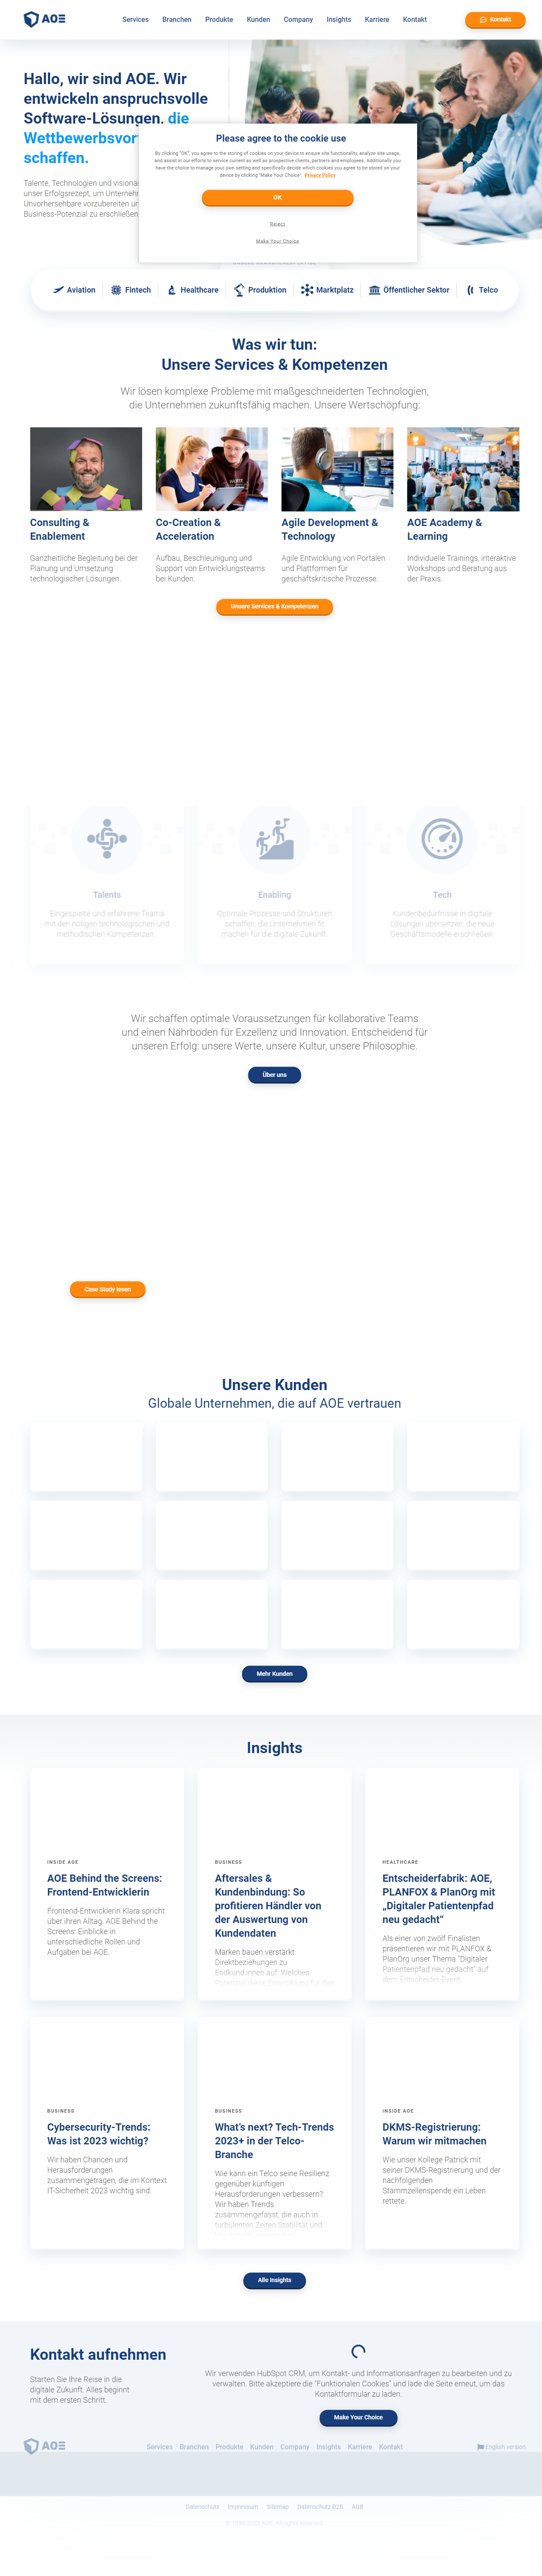 AOE
Services Branchen Produkte Kunden Company Insights Karriere Kontakt
Kontakt
Hallo, wir sind AOE. Wir
entwickeln anspruchsvolle
Software-Lösungen, die
Wettbewerbsvor
schaffen.
Talente, Technologien und visionä
unser Erfolgsrezept, um Unterneh
Unvorhersehbare vorzubereiten un
Business-Potenzial zu erschließen
Please agree to the cookie use
By clicking "OK", you agree to the storing of cookies on your device to ensure site functionality, analyze site usage,
and assist in our efforts to service current as well as prospective clients, partners and employees. Additionally you
have the choice to manage your own setting and specifically decide which cookies you agree to be stored on your
device by clicking "Make Your Choice". Privacy Policy
OK
Reject
Make Your Choice
Aviation Fintech Healthcare Produktion Marktplatz Öffentlicher Sektor Telco
Was wir tun:
Unsere Services & Kompetenzen
Wir lösen komplexe Probleme mit maßgeschneiderten Technologien,
die Unternehmen zukunftsfähig machen. Unsere Wertschöpfung:
Consulting &
Enablement
Ganzheitliche Begleitung bei der
Planung und Umsetzung
technologischer Lösungen.
Co-Creation &
Acceleration
Aufbau, Beschleunigung und
Support von Entwicklungsteams
bei Kunden.
Agile Development &
Technology
Agile Entwicklung von Portalen
und Plattformen für
geschäftskritische Prozesse.
AOE Academy &
Learning
Individuelle Trainings, interaktive
Workshops und Beratung aus
der Praxis.
Unsere Services & Kompetenzen
Talents
Eingespielte und erfahrene Teams
mit den nötigen technologischen und
methodischen Kompetenzen.
Enabling
Optimale Prozesse und Strukturen
schaffen, die Unternehmen fit
machen für die digitale Zukunft.
Tech
Kundenbedürfnisse in digitale
Lösungen übersetzen, die neue
Geschäftsmodelle erschließen.
Wir schaffen optimale Voraussetzungen für kollaborative Teams
und einen Nährboden für Exzellenz und Innovation. Entscheidend für
unseren Erfolg: unsere Werte, unsere Kultur, unsere Philosophie.
Über uns
Case Study lesen
Unsere Kunden
Globale Unternehmen, die auf AOE vertrauen
Mehr Kunden
Insights
INSIDE AOE
AOE Behind the Screens:
Frontend-Entwicklerin
Frontend-Entwicklerin Klara spricht
über ihren Alltag. AOE Behind the
Screens: Einblicke in
unterschiedliche Rollen und
Aufgaben bei AOE.
BUSINESS
Aftersales &
Kundenbindung: So
profitieren Händler von
der Auswertung von
Kundendaten
Marken bauen verstärkt
Direktbeziehungen zu
Endkund:innen auf. Welches
Potenzial diese Entwicklung für den
HEALTHCARE
Entscheiderfabrik: AOE,
PLANFOX & PlanOrg mit
„Digitaler Patientenpfad
neu gedacht“
Als einer von zwölf Finalisten
präsentieren wir mit PLANFOX &
PlanOrg unser Thema "Digitaler
Patientenpfad neu gedacht" auf
dem Entscheider-Event.
BUSINESS
Cybersecurity-Trends:
Was ist 2023 wichtig?
Wir haben Chancen und
Herausforderungen
zusammengetragen, die im Kontext
IT-Sicherheit 2023 wichtig sind.
BUSINESS
What’s next? Tech-Trends
2023+ in der Telco-
Branche
Wie kann ein Telco seine Resilienz
gegenüber künftigen
Herausforderungen verbessern?
Wir haben Trends
zusammengefasst, die auch in
turbulenten Zeiten Stabilität und
INSIDE AOE
DKMS-Registrierung:
Warum wir mitmachen
Wie unser Kollege Patrick mit
seiner DKMS-Registrierung und der
nachfolgenden
Stammzellenspende ein Leben
rettete.
Alle Insights
Kontakt aufnehmen
Starten Sie Ihre Reise in die
digitale Zukunft. Alles beginnt
mit dem ersten Schritt.
Wir verwenden HubSpot CRM, um Kontakt- und Informationsanfragen zu bearbeiten und zu
verwalten. Bitte akzeptiere die "Funktionalen Cookies" und lade die Seite erneut, um das
Kontaktformular zu laden.
Make Your Choice
AOE
Services Branchen Produkte Kunden Company Insights Karriere Kontakt
English version
Datenschutz Impressum Sitemap Datenschutz B2B AGB